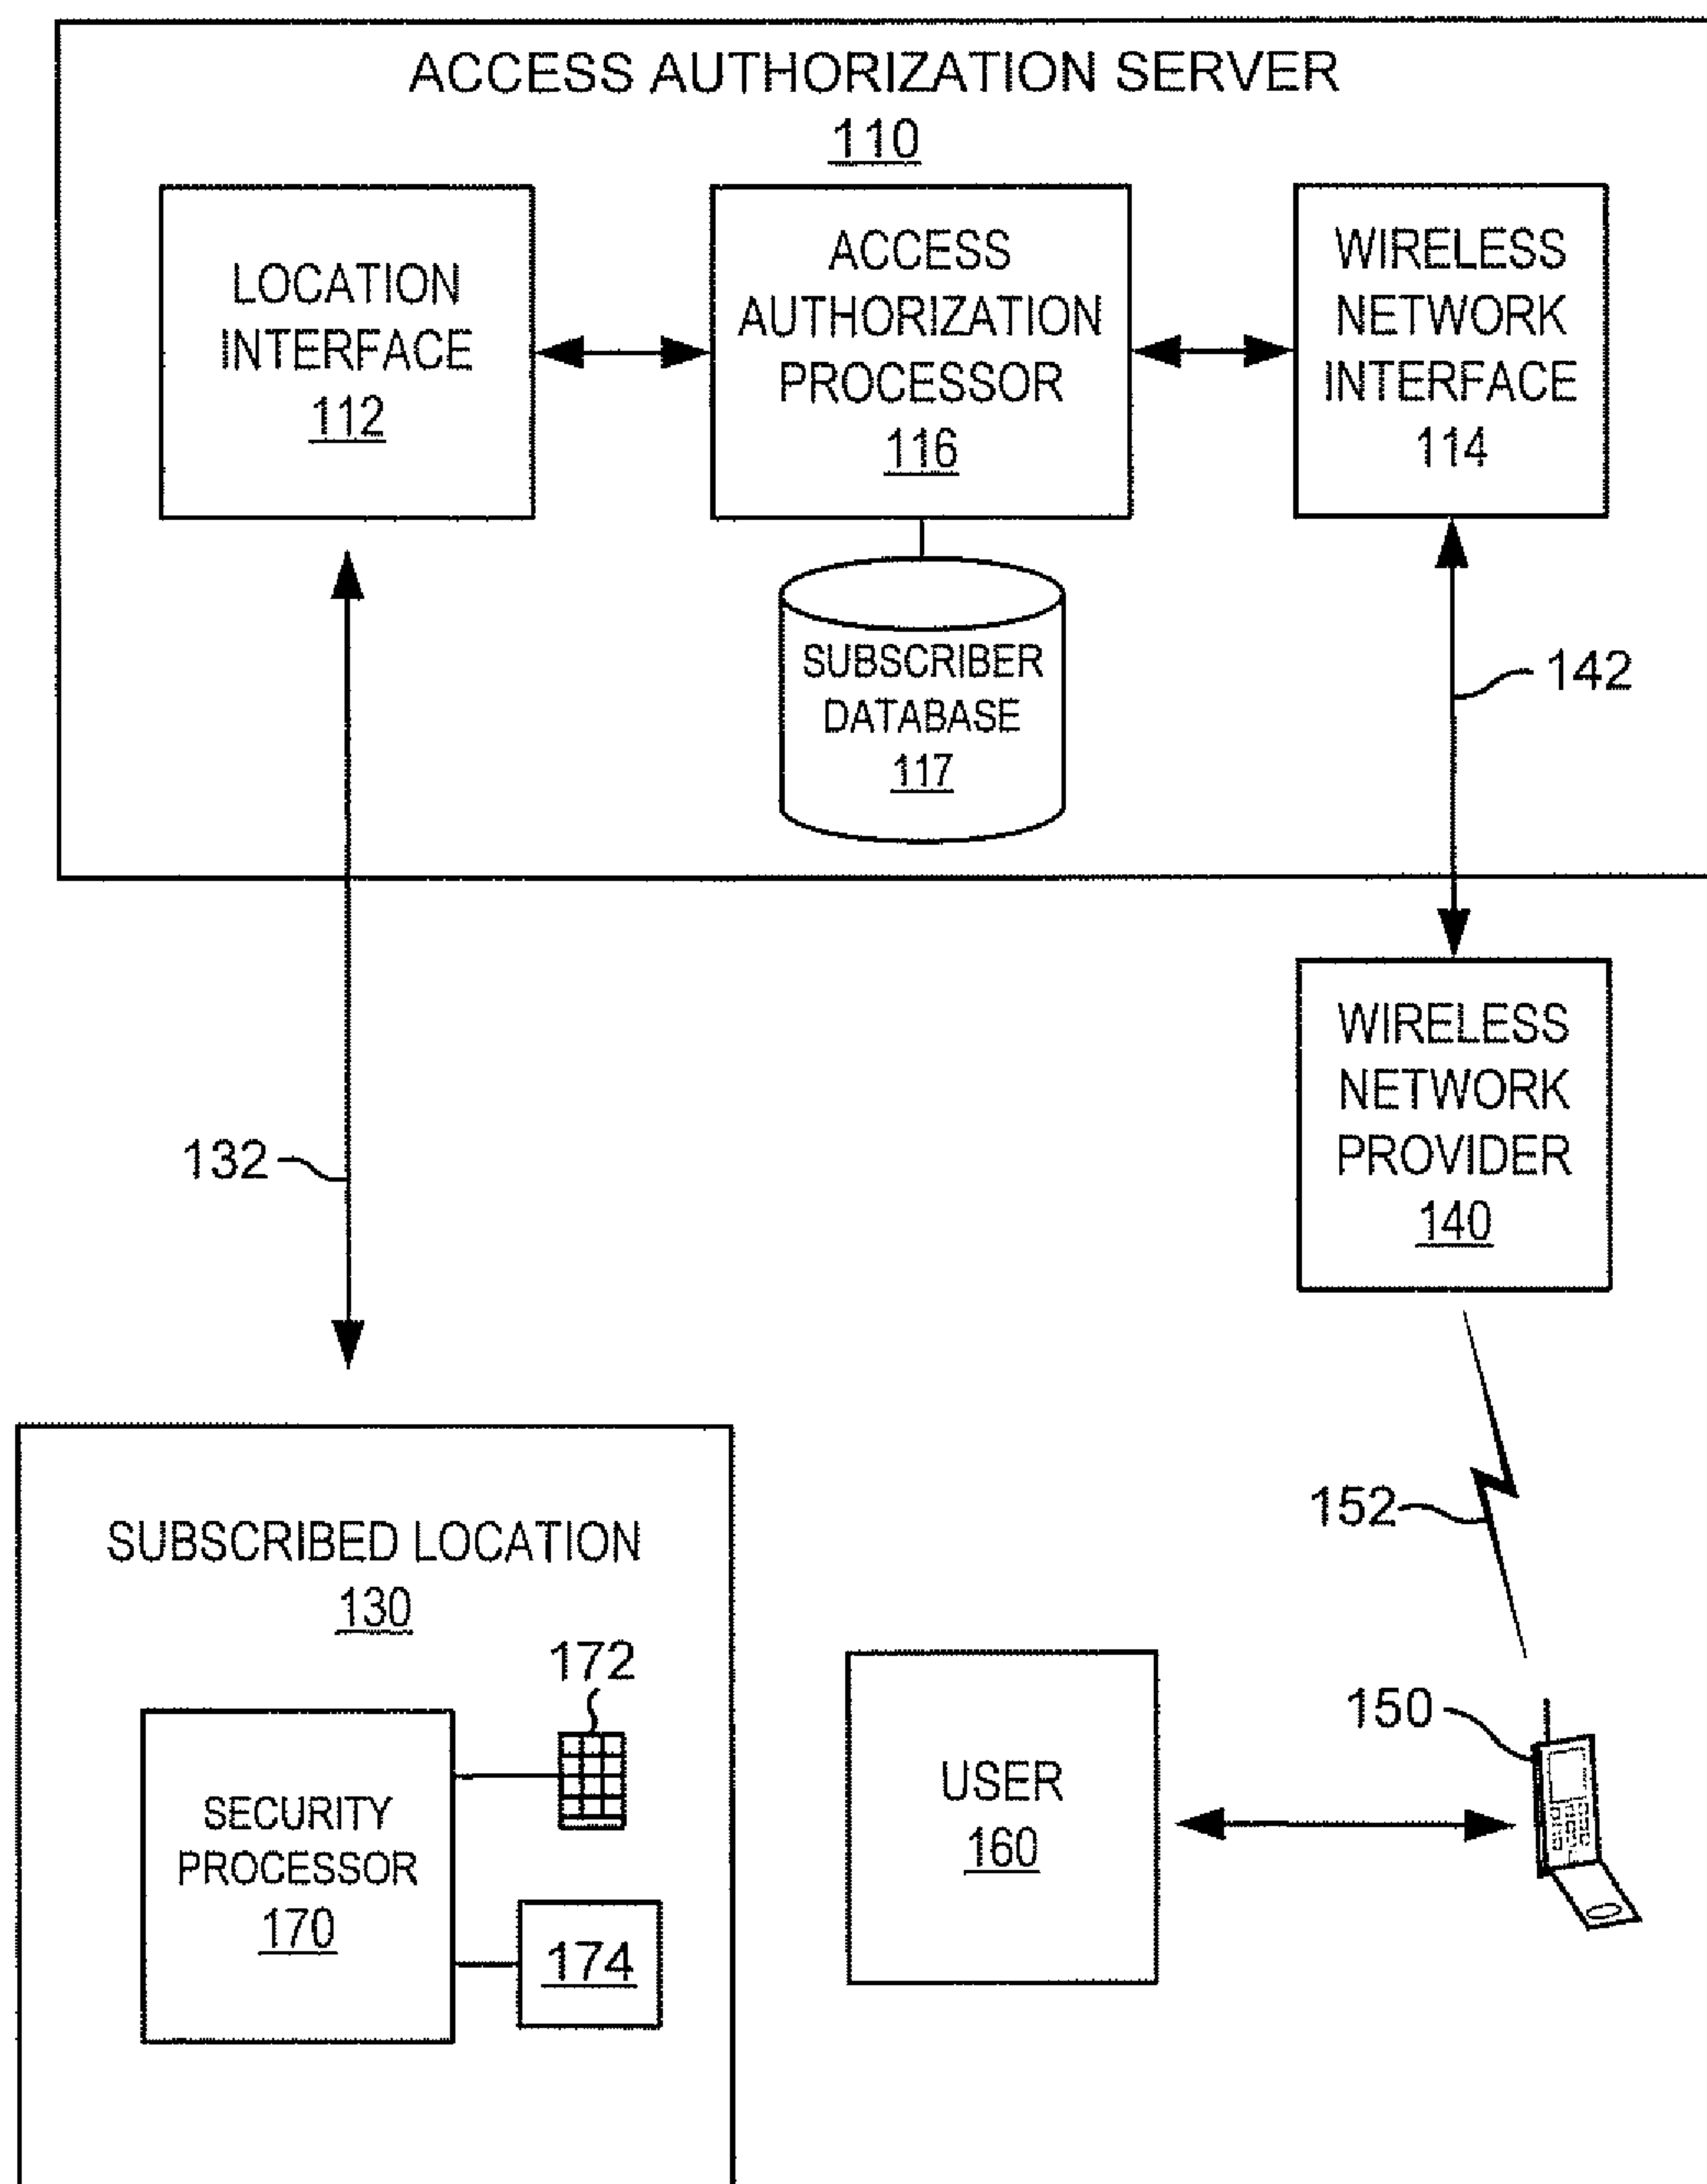 ACCESS AUTHORIZATION SERVER
110
LOCATION
INTERFACE
112
ACCESS
AUTHORIZATION
PROCESSOR
116
WIRELESS
NETWORK
INTERFACE
114
SUBSCRIBER
DATABASE
117
142
132
WIRELESS
NETWORK
PROVIDER
140
152
SUBSCRIBED LOCATION
130
172
SECURITY
PROCESSOR
170
174
USER
160
150